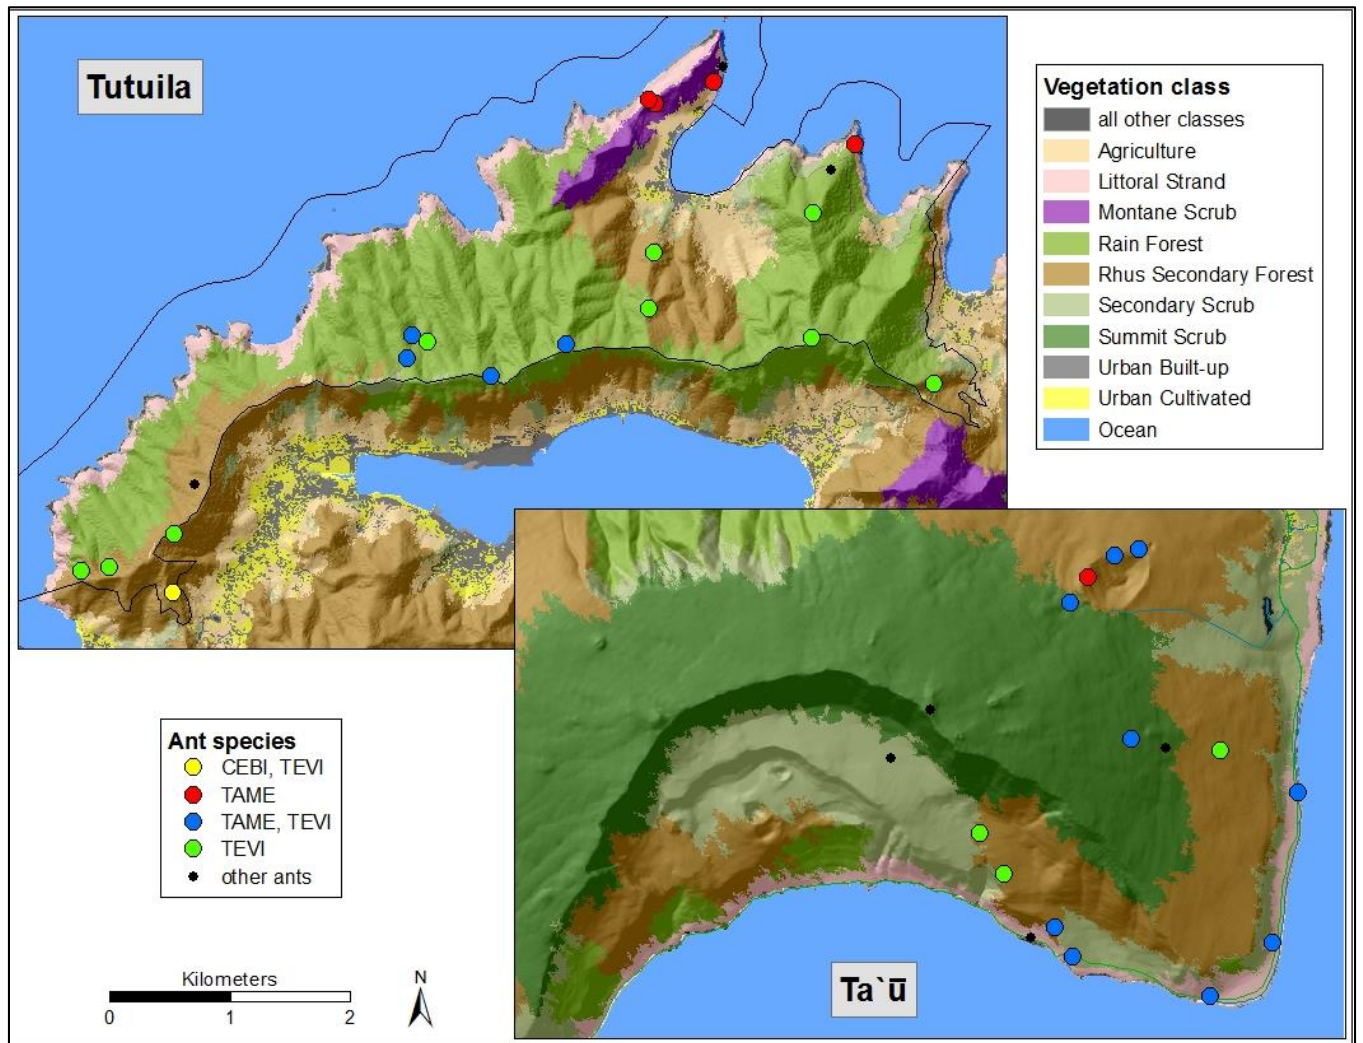 Tutuila
Vegetation class
all other classes
Agriculture
Littoral Strand
Montane Scrub
Rain Forest
Rhus Secondary Forest
Secondary Scrub
Summit Scrub
Urban Built-up
Urban Cultivated
Ocean
Ant species
CEBI, TEVI
TAME
TAME, TEVI
TEVI
other ants
Kilometers
0 1 2
N
Ta`ū